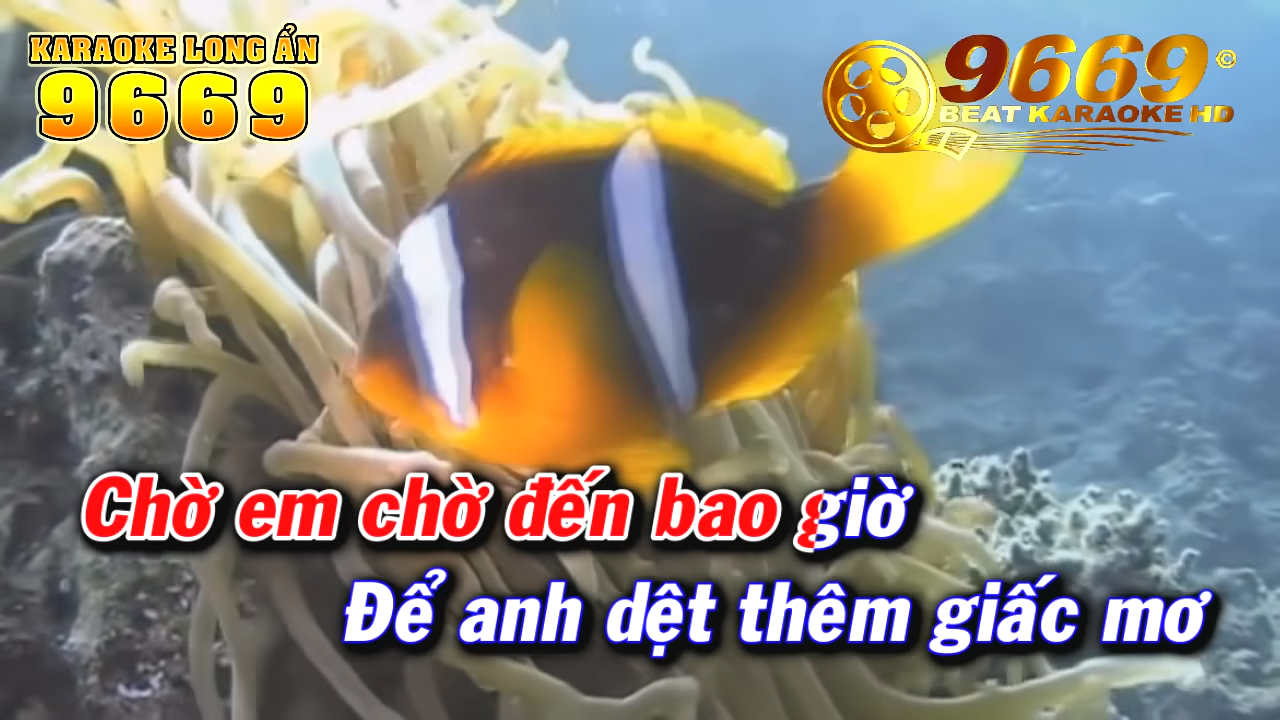 KARAOKE LONG ẨN
9669
9669©
BEAT KARAOKE HD
Chờ em chờ đến bao giờ
Để anh dệt thêm giấc mơ